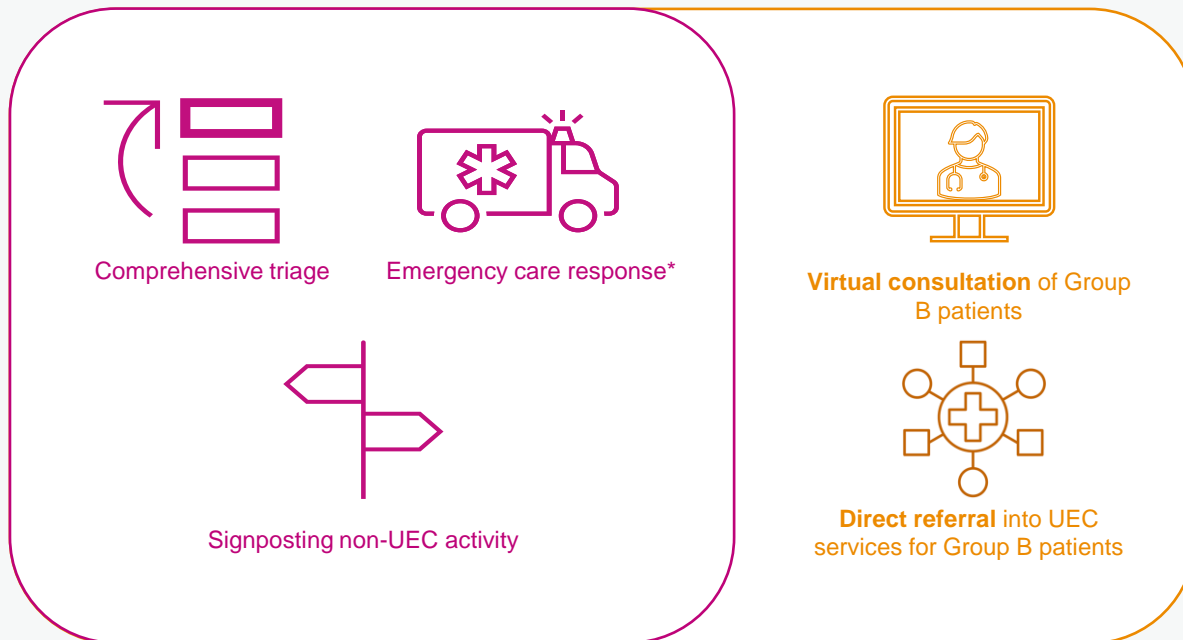 Comprehensive triage
Emergency care response*
Signposting non-UEC activity
Virtual consultation of Group
B patients
Direct referral into UEC
services for Group B patients